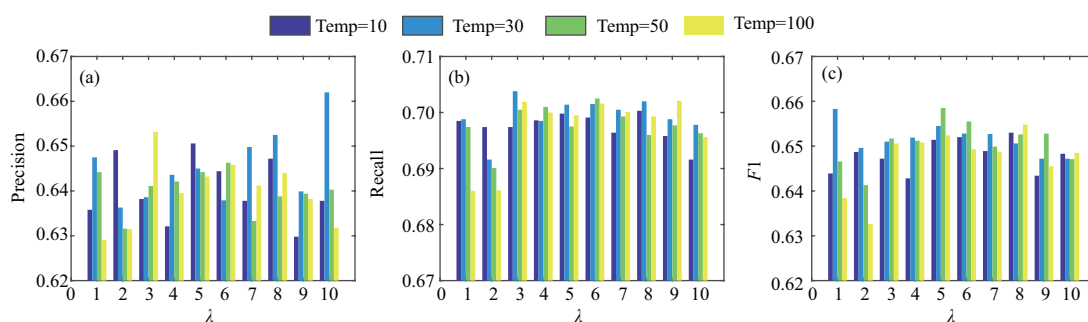 Temp=10 Temp=30 Temp=50 Temp=100
(a)
Precision
0.67
0.66
0.65
0.64
0.63
0.62
0 1 2 3 4 5 6 7 8 9 10
λ
(b)
Recall
0.71
0.70
0.69
0.68
0.67
0 1 2 3 4 5 6 7 8 9 10
λ
(c)
F1
0.67
0.66
0.65
0.64
0.63
0.62
0 1 2 3 4 5 6 7 8 9 10
λ